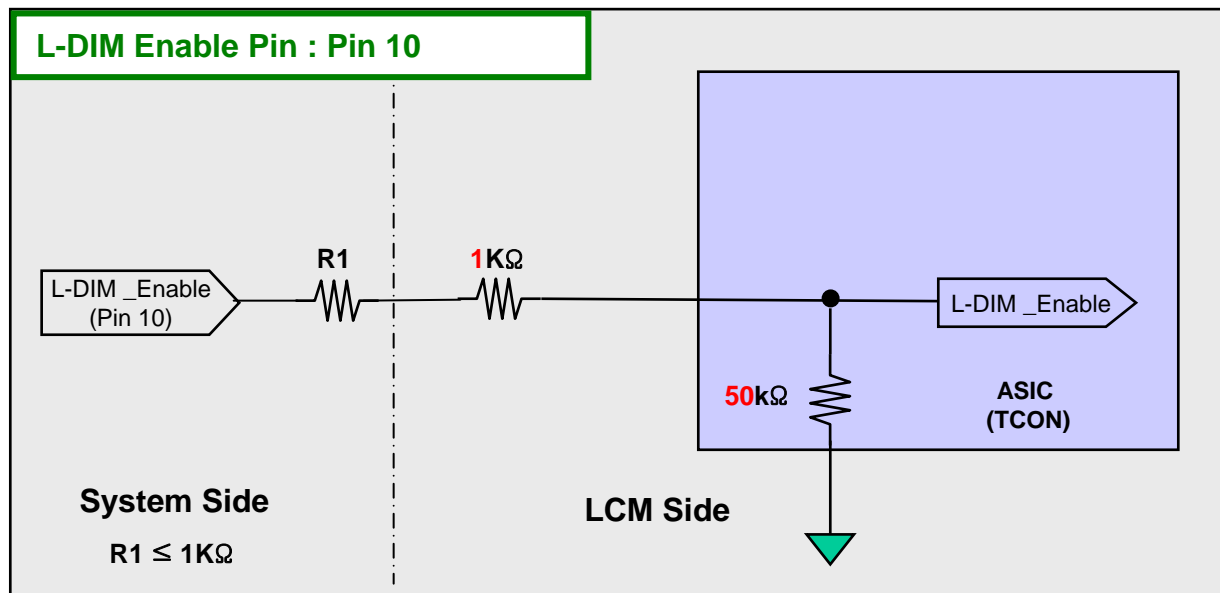 L-DIM Enable Pin : Pin 10
R1
1KΩ
L-DIM _Enable
(Pin 10)
L-DIM _Enable
50kΩ
ASIC
(TCON)
System Side
LCM Side
R1 ≤ 1KΩ